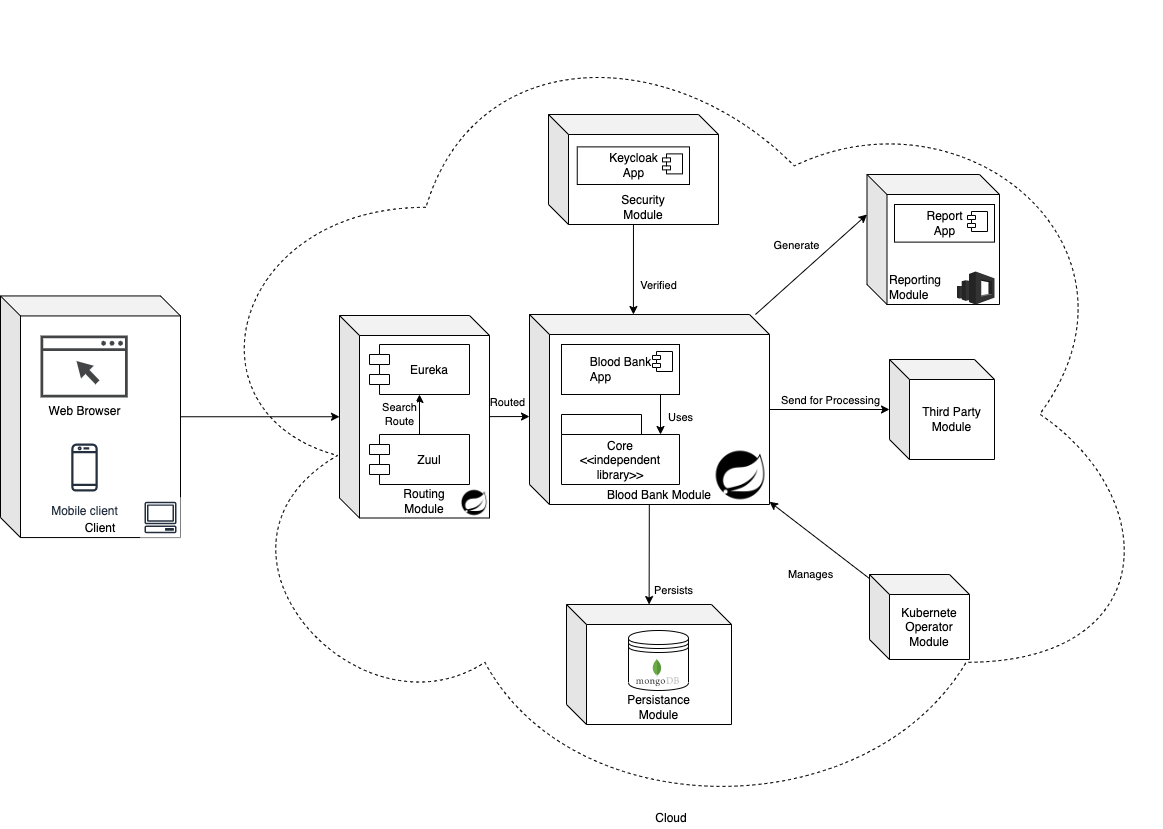 Keycloak
App
Security
Module
Report
App
Reporting
Module
Generate
Verified
Web Browser
Mobile client
Client
Eureka
Search
Route
Zuul
Routing
Module
Routed
Blood Bank
App
Uses
Core
<<independent
library>>
Blood Bank Module
Send for Processing
Third Party
Module
Manages
Kubernete
Operator
Module
Persists
mongoDB
Persistance
Module
Cloud